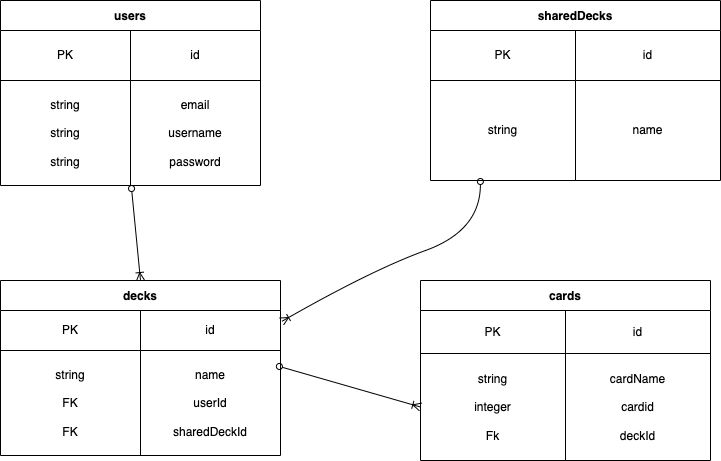 users
PK id
string email
string username
string password
sharedDecks
PK id
string name
decks
PK id
string name
FK userId
FK sharedDeckId
cards
PK id
string cardName
integer cardid
Fk deckId